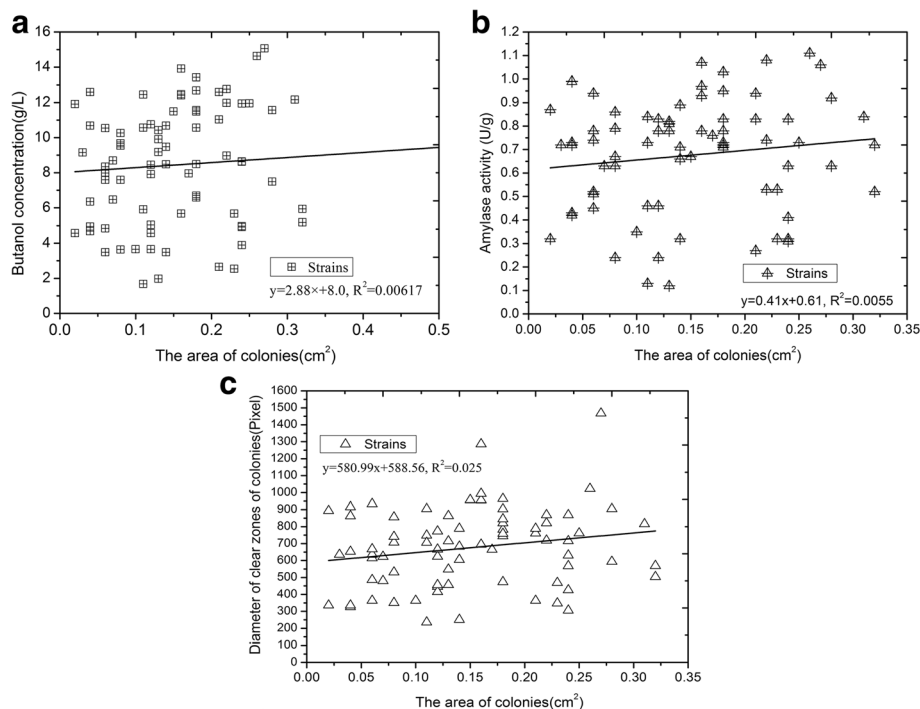 a
Butanol concentration(g/L)
16
14
12
10
8
6
4
2
0
Strains
y=2.88×+8.0, R²=0.00617
0.0 0.1 0.2 0.3 0.4 0.5
The area of colonies(cm²)
b
Amylase activity (U/g)
1.2
1.1
1.0
0.9
0.8
0.7
0.6
0.5
0.4
0.3
0.2
0.1
0.0
Strains
y=0.41x+0.61, R²=0.0055
0.00 0.05 0.10 0.15 0.20 0.25 0.30 0.35
The area of colonies(cm²)
c
Diameter of clear zones of colonies(Pixel)
1600
1500
1400
1300
1200
1100
1000
900
800
700
600
500
400
300
200
100
0
Strains
y=580.99x+588.56, R²=0.025
0.00 0.05 0.10 0.15 0.20 0.25 0.30 0.35
The area of colonies(cm²)